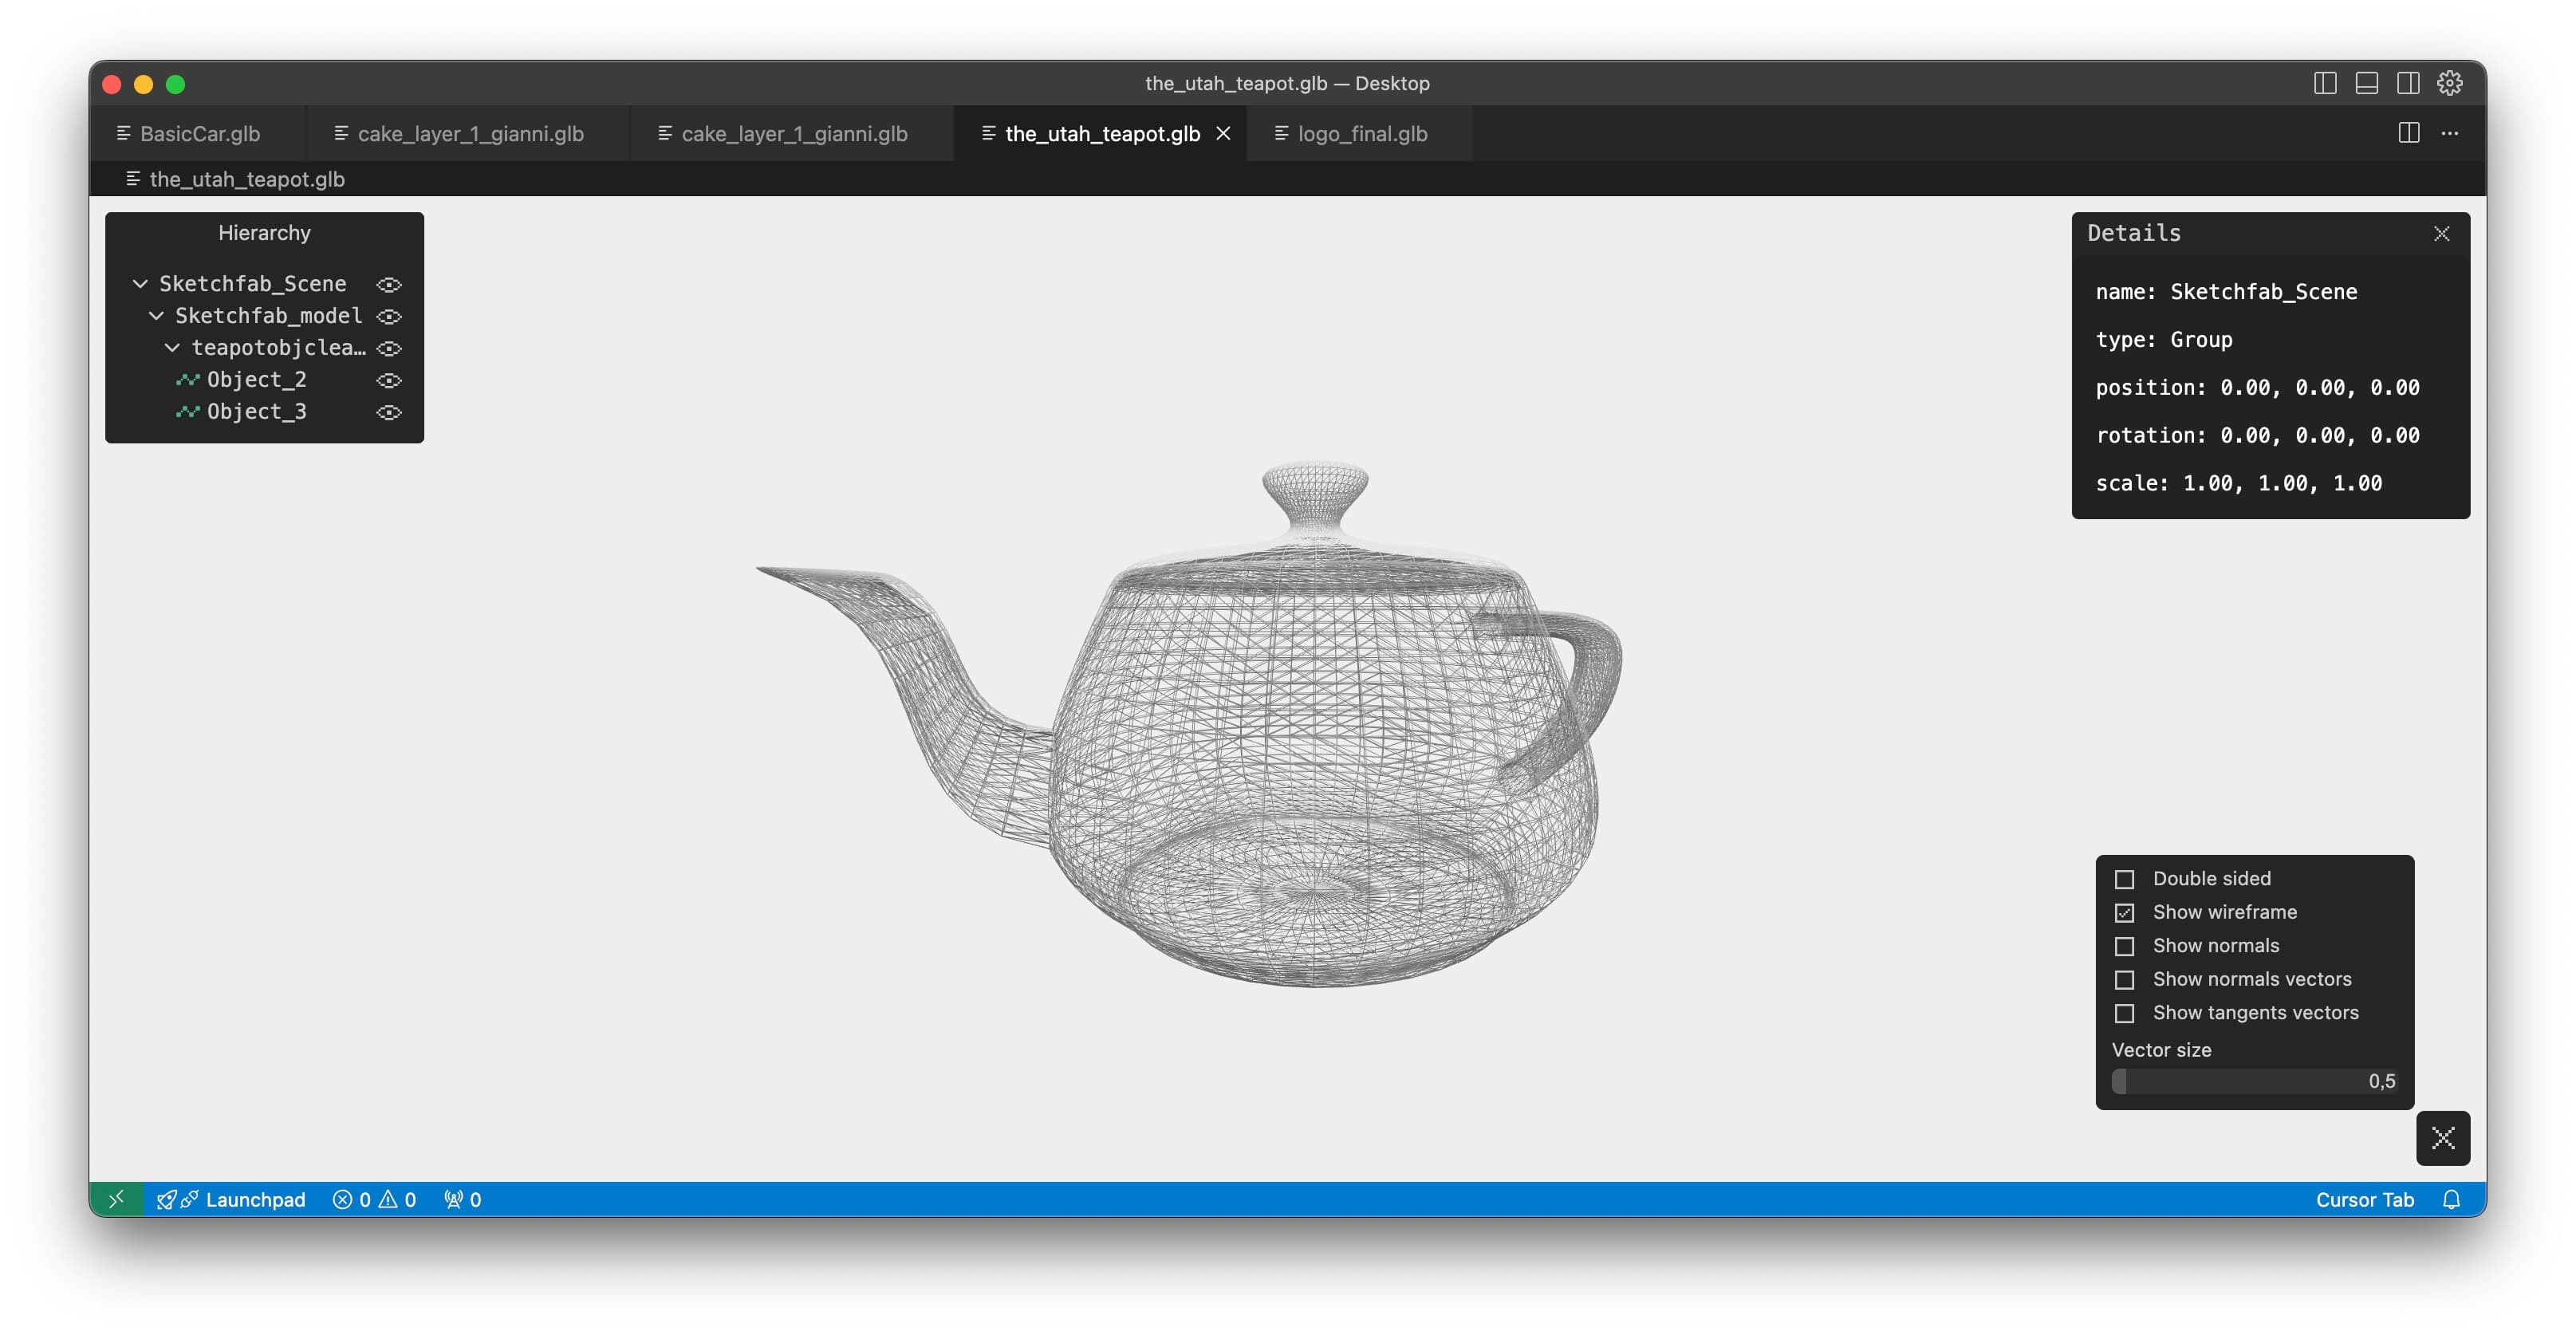 the_utah_teapot.glb — Desktop
BasicCar.glb
cake_layer_1_gianni.glb
cake_layer_1_gianni.glb
the_utah_teapot.glb
logo_final.glb
the_utah_teapot.glb
Hierarchy
Sketchfab_Scene
Sketchfab_model
teapotobjclea…
Object_2
Object_3
Details
name: Sketchfab_Scene
type: Group
position: 0.00, 0.00, 0.00
rotation: 0.00, 0.00, 0.00
scale: 1.00, 1.00, 1.00
Double sided
Show wireframe
Show normals
Show normals vectors
Show tangents vectors
Vector size
0,5
Launchpad 0 0 0
Cursor Tab